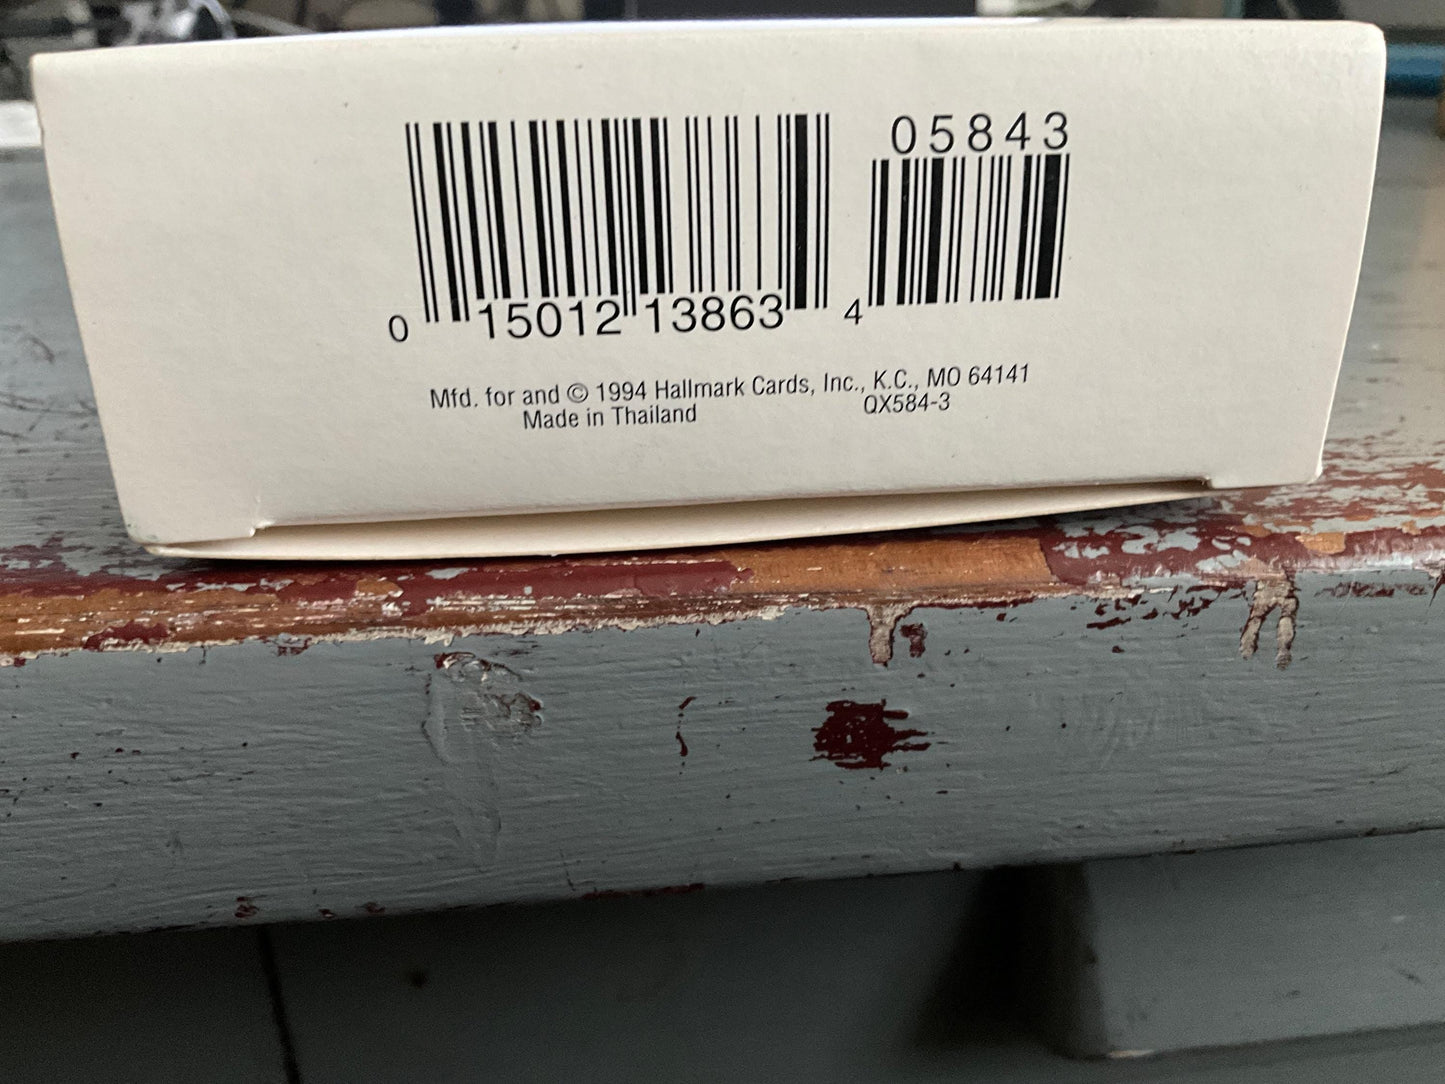 05843
0 15012 13863 4
Mfd. for and © 1994 Hallmark Cards, Inc., K.C., MO 64141
Made in Thailand QX584-3